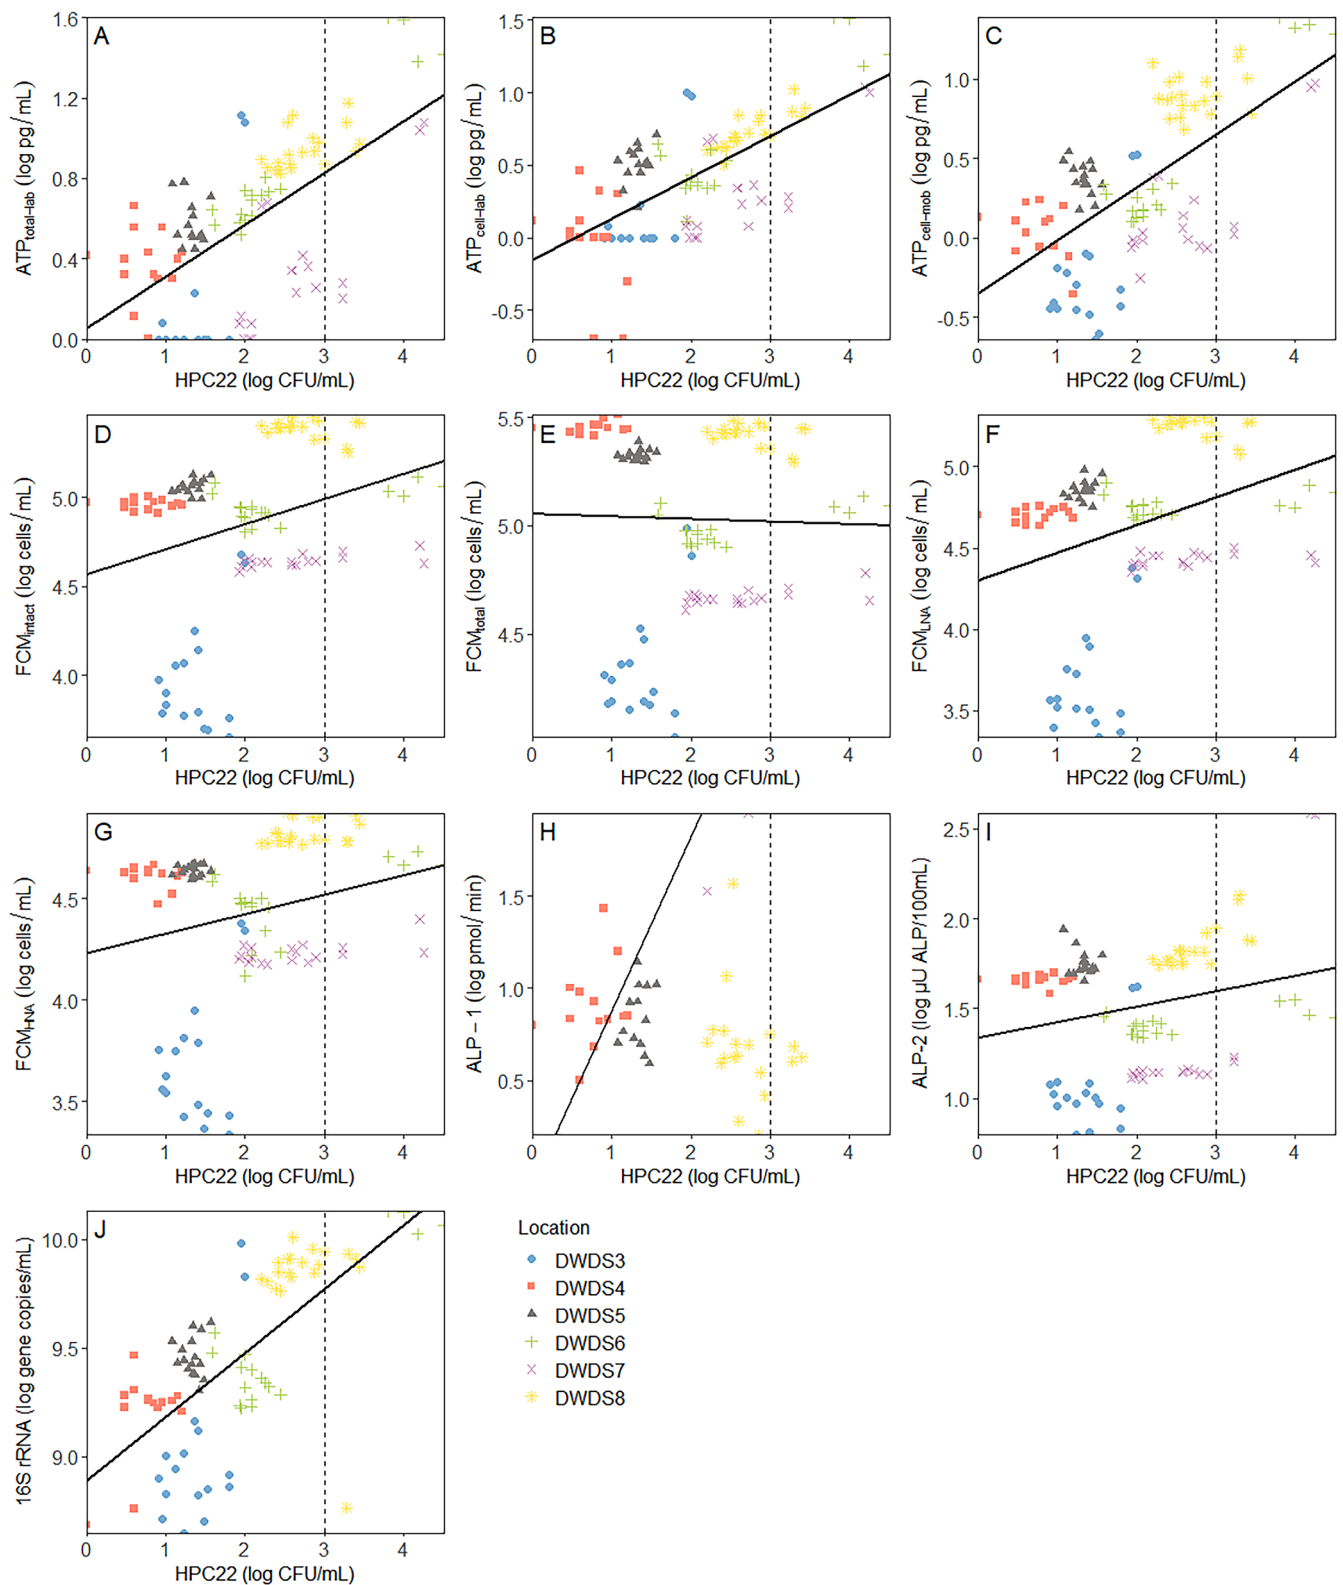 A
1.6
1.2
0.8
0.4
0.0
ATPtotal-lab (log pg/mL)
0 1 2 3 4
HPC22 (log CFU/mL)
B
1.5
1.0
0.5
0.0
-0.5
ATPcell-lab (log pg/mL)
0 1 2 3 4
HPC22 (log CFU/mL)
C
1.0
0.5
0.0
-0.5
ATPcell-mob (log pg/mL)
0 1 2 3 4
HPC22 (log CFU/mL)
D
5.0
4.5
4.0
FCMintact (log cells/mL)
0 1 2 3 4
HPC22 (log CFU/mL)
E
5.5
5.0
4.5
FCMtotal (log cells/mL)
0 1 2 3 4
HPC22 (log CFU/mL)
F
5.0
4.5
4.0
3.5
FCMLNA (log cells/mL)
0 1 2 3 4
HPC22 (log CFU/mL)
G
4.5
4.0
3.5
FCMHNA (log cells/mL)
0 1 2 3 4
HPC22 (log CFU/mL)
H
1.5
1.0
0.5
ALP-1 (log pmol/min)
0 1 2 3 4
HPC22 (log CFU/mL)
I
2.5
2.0
1.5
1.0
ALP-2 (log µU ALP/100mL)
0 1 2 3 4
HPC22 (log CFU/mL)
J
10.0
9.5
9.0
16S rRNA (log gene copies/mL)
0 1 2 3 4
HPC22 (log CFU/mL)
Location
DWDS3
DWDS4
DWDS5
DWDS6
DWDS7
DWDS8